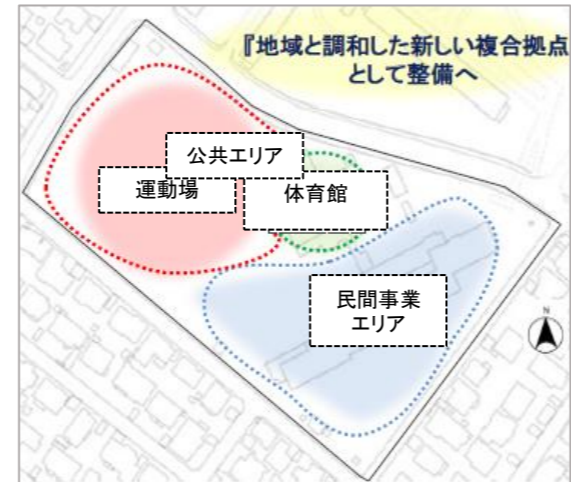 『地域と調和した新しい複合拠点
として整備へ
公共エリア
運動場
体育館
民間事業
エリア
N